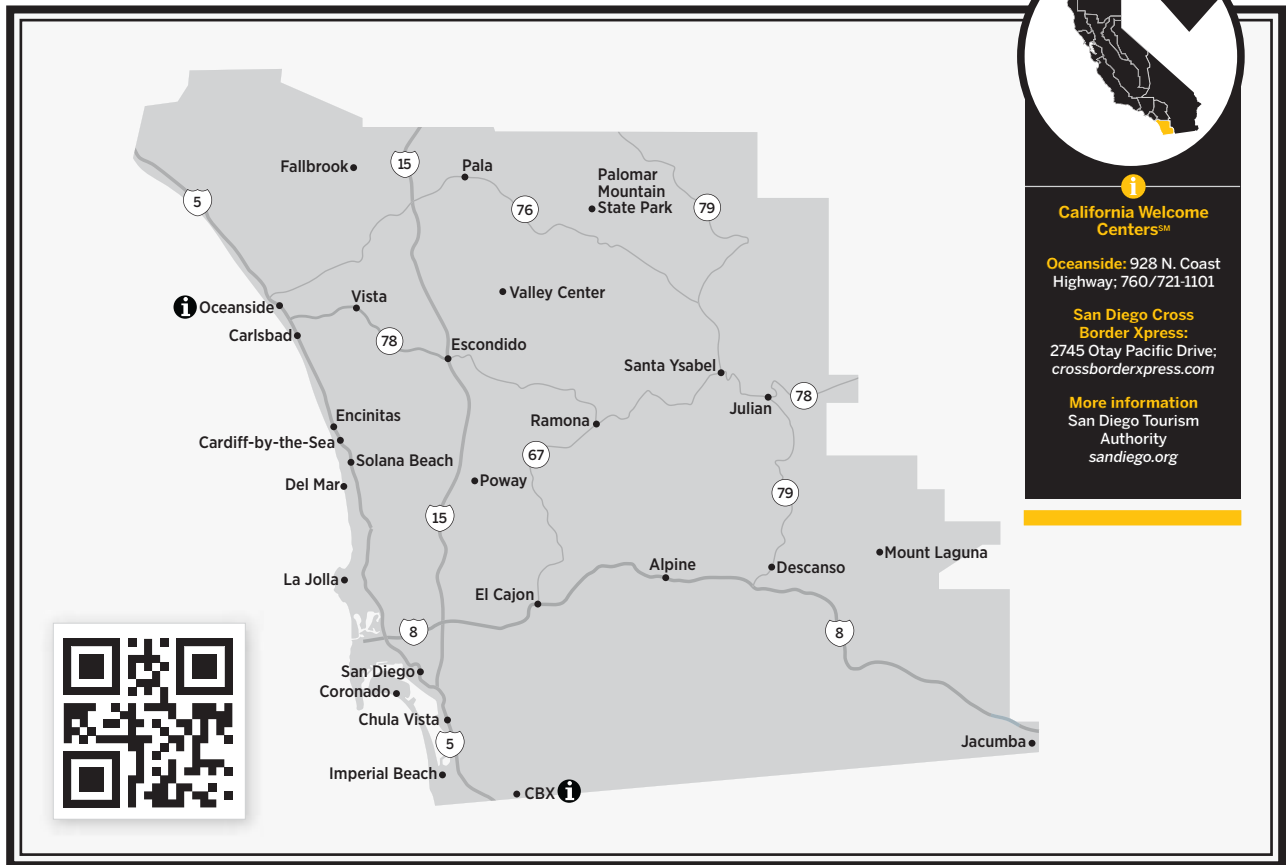 Fallbrook
15
Pala
Palomar
Mountain
State Park
5
76
79
Oceanside
Vista
Valley Center
Carlsbad
78
Escondido
Santa Ysabel
Julian
78
Encinitas
Ramona
Cardiff-by-the-Sea
67
Solana Beach
Del Mar
Poway
79
15
Mount Laguna
La Jolla
Alpine
Descanso
El Cajon
8
8
San Diego
Coronado
Chula Vista
5
Jacumba
Imperial Beach
CBX
California Welcome
Centers℠
Oceanside: 928 N. Coast
Highway; 760/721-1101
San Diego Cross
Border Xpress:
2745 Otay Pacific Drive;
crossborderxpress.com
More information
San Diego Tourism
Authority
sandiego.org